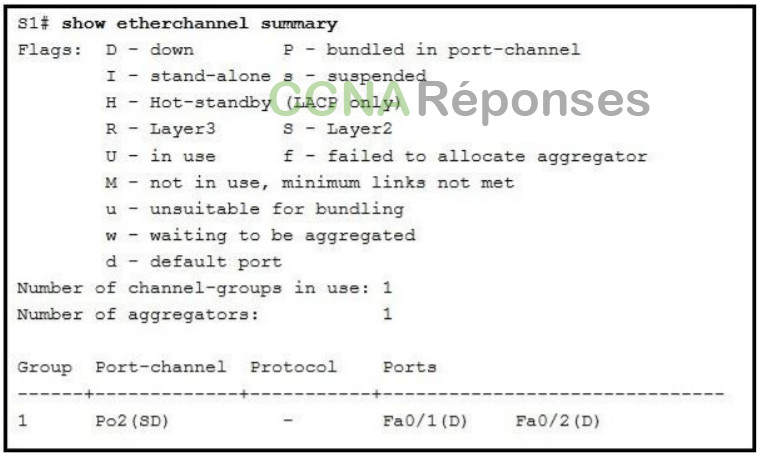 S1# show etherchannel summary
Flags: D - down P - bundled in port-channel
I - stand-alone s - suspended
H - Hot-standby (LACP only)
CCNA Réponses
R - Layer3 S - Layer2
U - in use f - failed to allocate aggregator
M - not in use, minimum links not met
u - unsuitable for bundling
w - waiting to be aggregated
d - default port
Number of channel-groups in use: 1
Number of aggregators: 1
Group Port-channel Protocol Ports
------+-------------+-----------+-------------------------------
1 Po2(SD) - Fa0/1(D) Fa0/2(D)